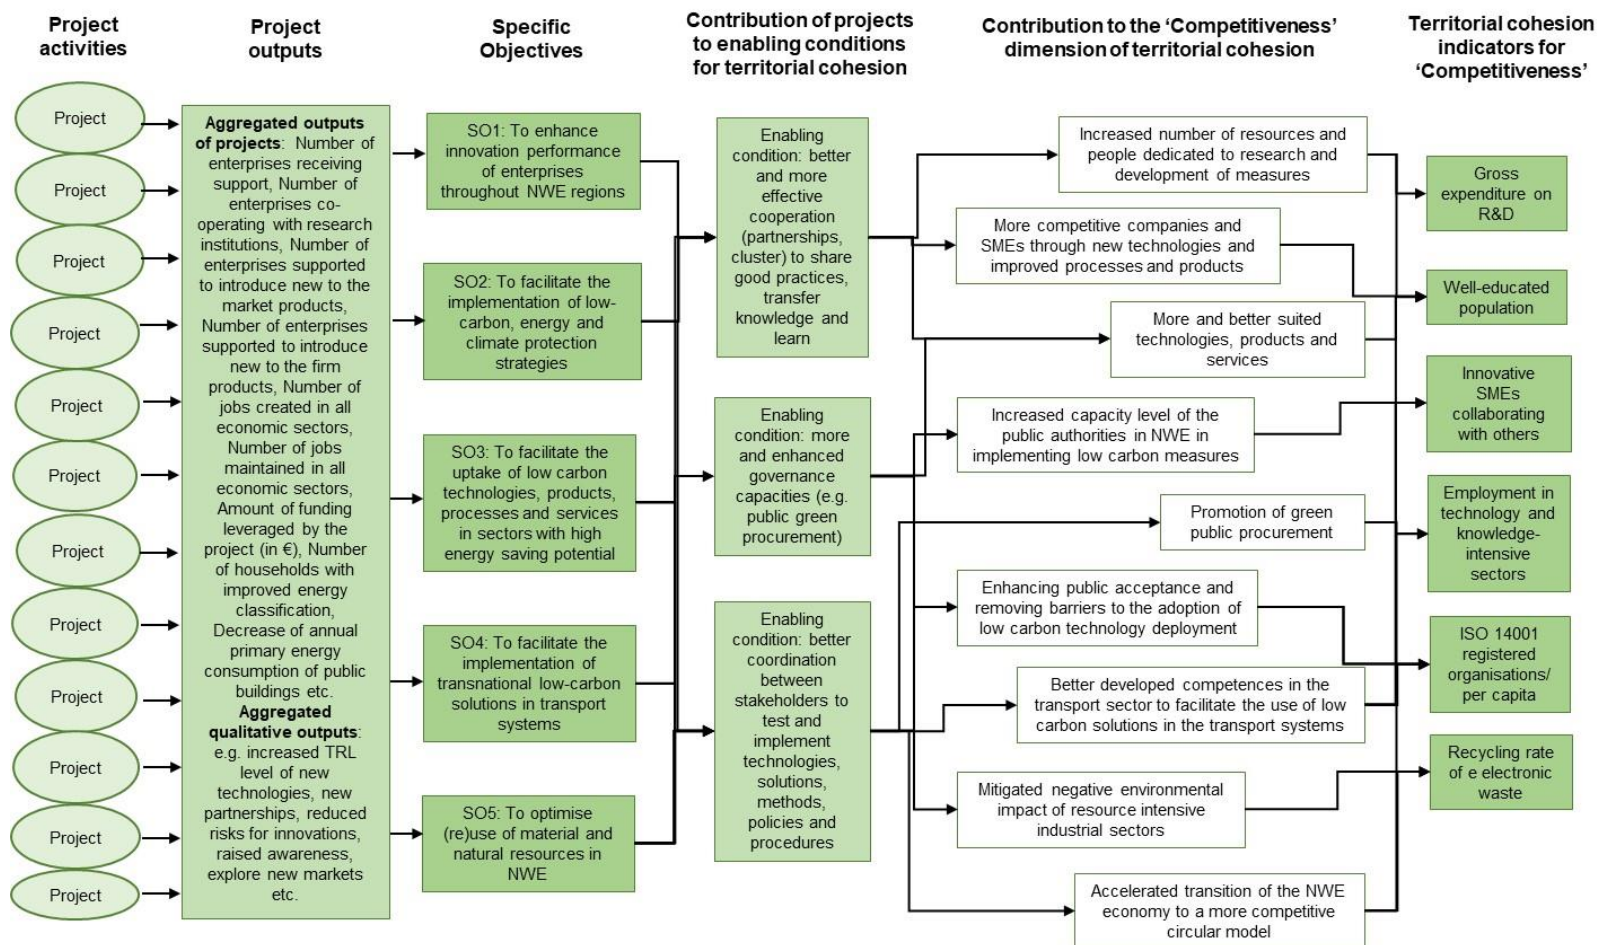 Project
activities
Project
outputs
Specific
Objectives
Contribution of projects
to enabling conditions
for territorial cohesion
Contribution to the ‘Competitiveness’
dimension of territorial cohesion
Territorial cohesion
indicators for
‘Competitiveness’
Project
Project
Project
Project
Project
Project
Project
Project
Project
Project
Project
Project
Aggregated outputs
of projects: Number of
enterprises receiving
support, Number of
enterprises co-
operating with research
institutions, Number of
enterprises supported
to introduce new to the
market products,
Number of enterprises
supported to introduce
new to the firm
products, Number of
jobs created in all
economic sectors,
Number of jobs
maintained in all
economic sectors,
Amount of funding
leveraged by the
project (in €), Number
of households with
improved energy
classification,
Decrease of annual
primary energy
consumption of public
buildings etc.
Aggregated
qualitative outputs:
e.g. increased TRL
level of new
technologies, new
partnerships, reduced
risks for innovations,
raised awareness,
explore new markets
etc.
SO1: To enhance
innovation performance
of enterprises
throughout NWE regions
SO2: To facilitate the
implementation of low-
carbon, energy and
climate protection
strategies
SO3: To facilitate the
uptake of low carbon
technologies, products,
processes and services
in sectors with high
energy saving potential
SO4: To facilitate the
implementation of
transnational low-carbon
solutions in transport
systems
SO5: To optimise
(re)use of material and
natural resources in
NWE
Enabling
condition: better
and more
effective
cooperation
(partnerships,
cluster) to share
good practices,
transfer
knowledge and
learn
Enabling
condition: more
and enhanced
governance
capacities (e.g.
public green
procurement)
Enabling
condition: better
coordination
between
stakeholders to
test and
implement
technologies,
solutions,
methods,
policies and
procedures
Increased number of resources and
people dedicated to research and
development of measures
More competitive companies and
SMEs through new technologies and
improved processes and products
More and better suited
technologies, products and
services
Increased capacity level of the
public authorities in NWE in
implementing low carbon measures
Promotion of green
public procurement
Enhancing public acceptance and
removing barriers to the adoption of
low carbon technology deployment
Better developed competences in the
transport sector to facilitate the use of low
carbon solutions in the transport systems
Mitigated negative environmental
impact of resource intensive
industrial sectors
Accelerated transition of the NWE
economy to a more competitive
circular model
Gross
expenditure on
R&D
Well-educated
population
Innovative
SMEs
collaborating
with others
Employment in
technology and
knowledge-
intensive
sectors
ISO 14001
registered
organisations/
per capita
Recycling rate
of e electronic
waste